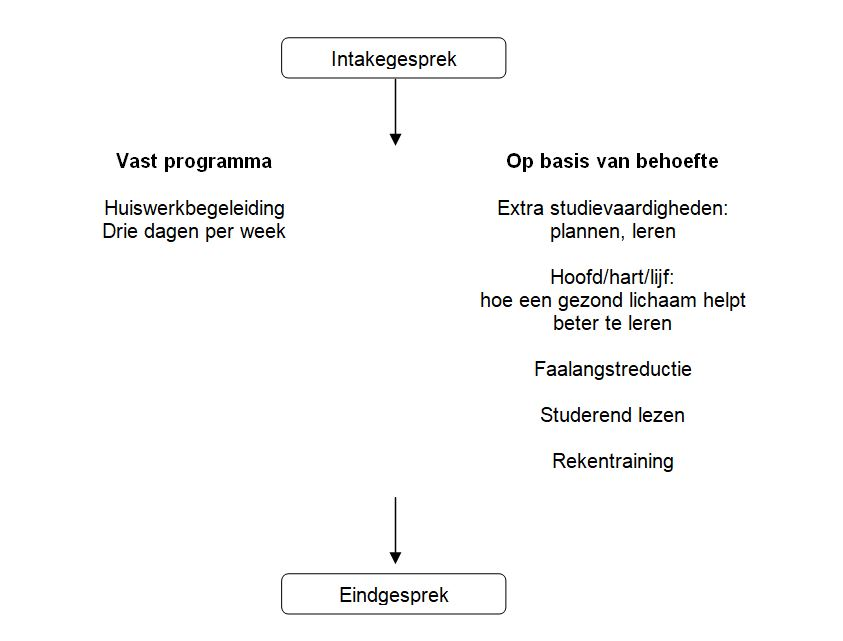 Intakegesprek
Vast programma
Huiswerkbegeleiding
Drie dagen per week
Op basis van behoefte
Extra studievaardigheden:
plannen, leren
Hoofd/hart/lijf:
hoe een gezond lichaam helpt
beter te leren
Faalangstreductie
Studerend lezen
Rekentraining
Eindgesprek